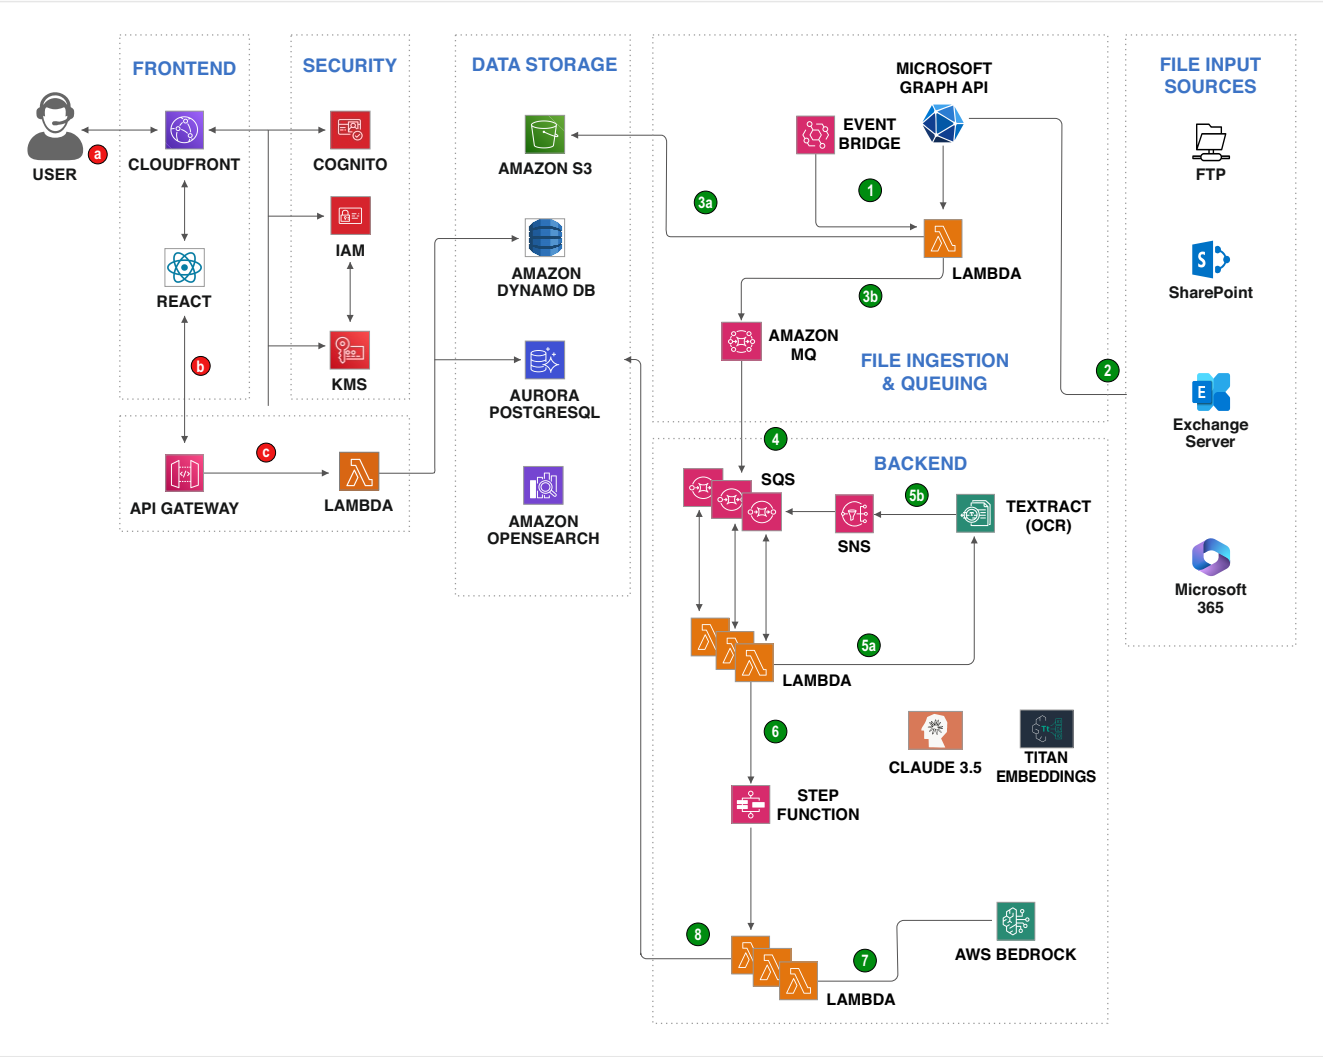 USER
a
FRONTEND
CLOUDFRONT
REACT
b
SECURITY
COGNITO
IAM
KMS
API GATEWAY
c
LAMBDA
DATA STORAGE
AMAZON S3
AMAZON
DYNAMO DB
AURORA
POSTGRESQL
AMAZON
OPENSEARCH
MICROSOFT
GRAPH API
EVENT
BRIDGE
1
3a
LAMBDA
3b
AMAZON
MQ
FILE INGESTION
& QUEUING
2
FILE INPUT
SOURCES
FTP
S
SharePoint
E
Exchange
Server
Microsoft
365
4
BACKEND
SQS
SNS
5b
TEXTRACT
(OCR)
5a
LAMBDA
6
CLAUDE 3.5
Tt
TITAN
EMBEDDINGS
STEP
FUNCTION
8
7
AWS BEDROCK
LAMBDA